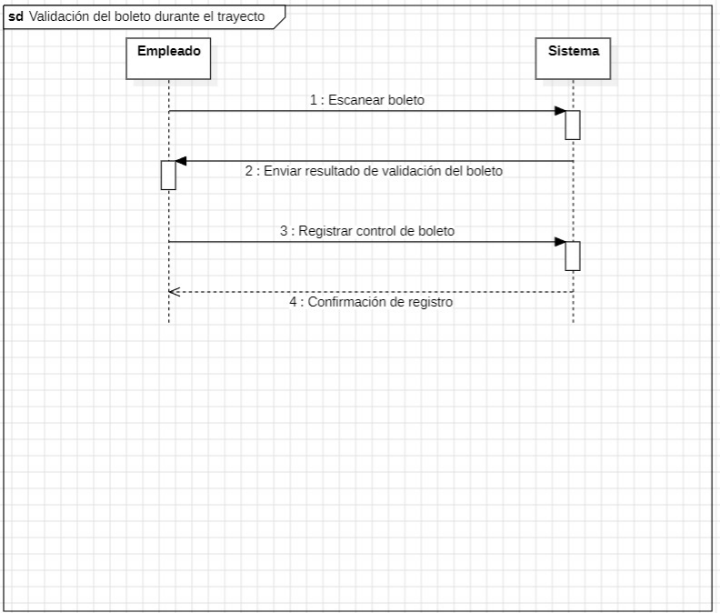 sd Validación del boleto durante el trayecto
Empleado
Sistema
1 : Escanear boleto
2 : Enviar resultado de validación del boleto
3 : Registrar control de boleto
4 : Confirmación de registro